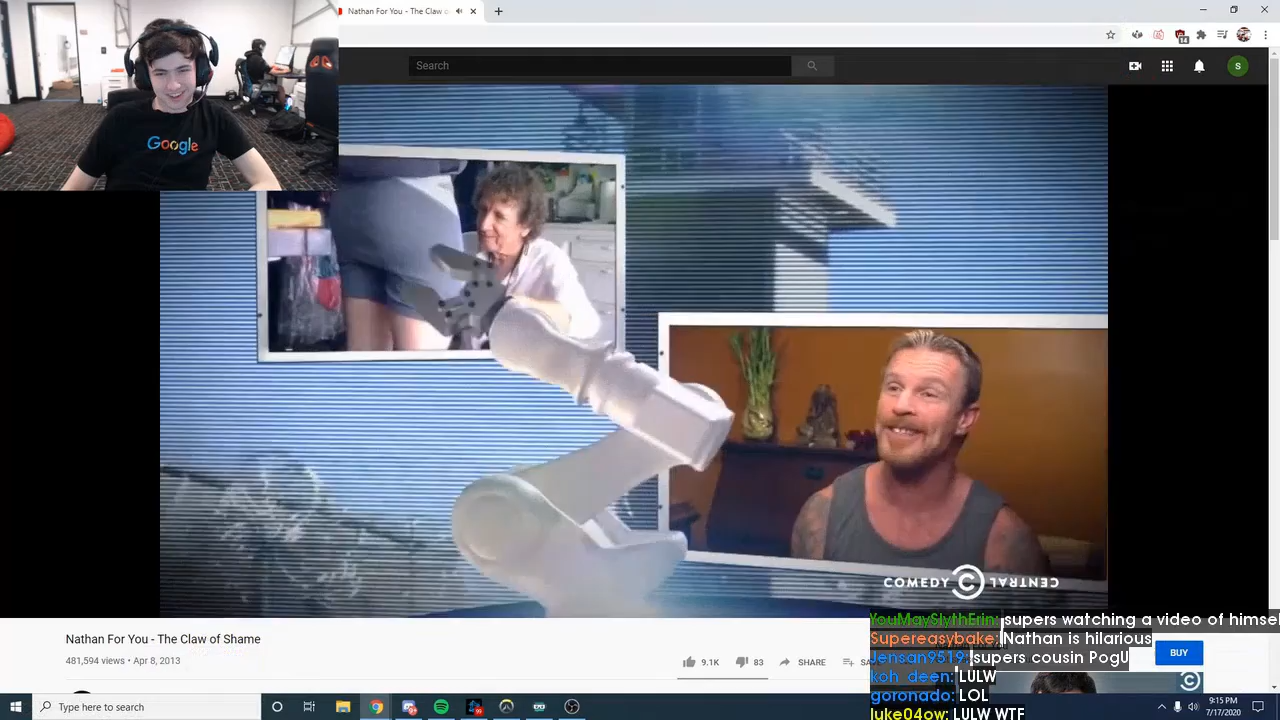 Nathan For You - The Claw o
Search
S
14
Google
COMEDY CENTRAL
Nathan For You - The Claw of Shame
481,594 views • Apr 8, 2013
9.1K
83
SHARE
BUY
YouMaySlythErin: supers watching a video of himse
Supereasybake: Nathan is hilarious
Jensan9519: supers cousin PogU
koh_deen: LULW
goronado: LOL
luke04ow: LULW WTF
Type here to search
9:15 PM
7/17/2020